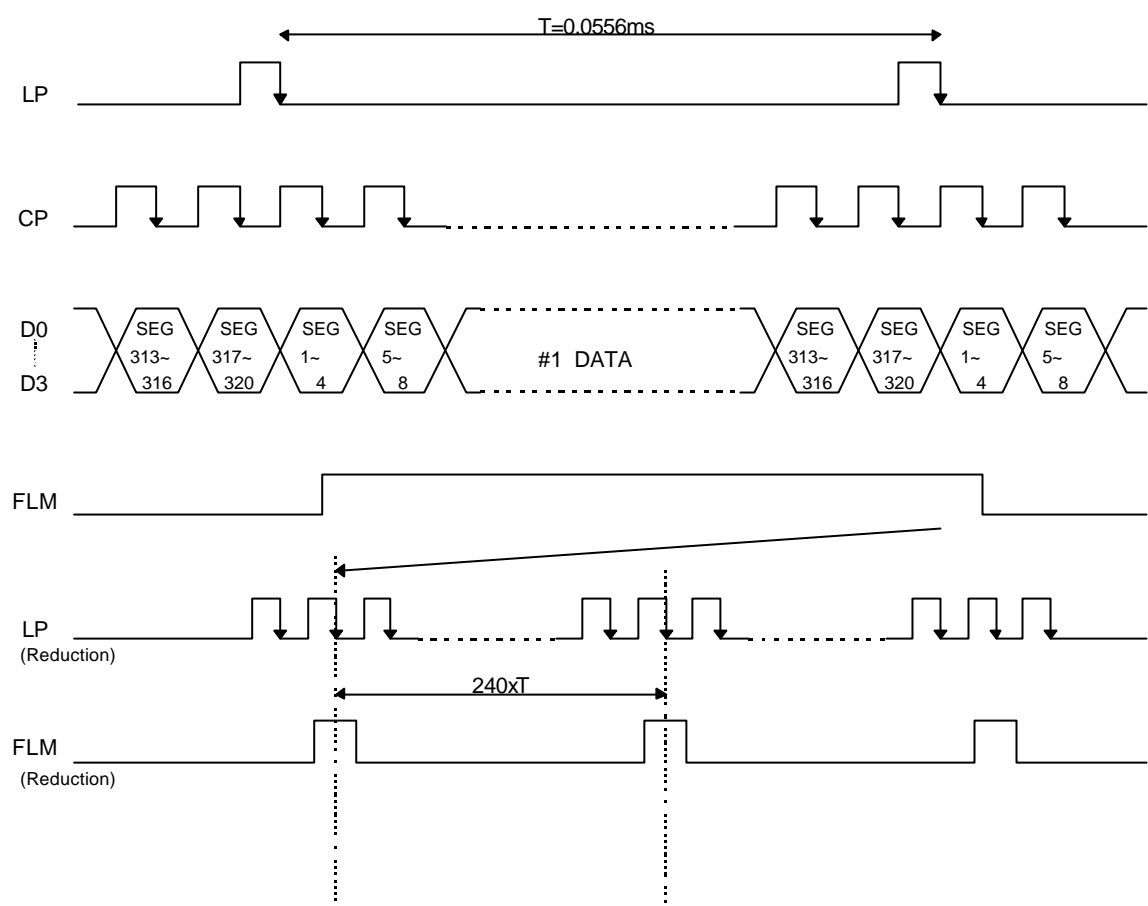 T=0.0556ms
LP
CP
D0
D3
SEG
313~
316
SEG
317~
320
SEG
1~
4
SEG
5~
8
#1 DATA
SEG
313~
316
SEG
317~
320
SEG
1~
4
SEG
5~
8
FLM
LP
(Reduction)
240xT
FLM
(Reduction)